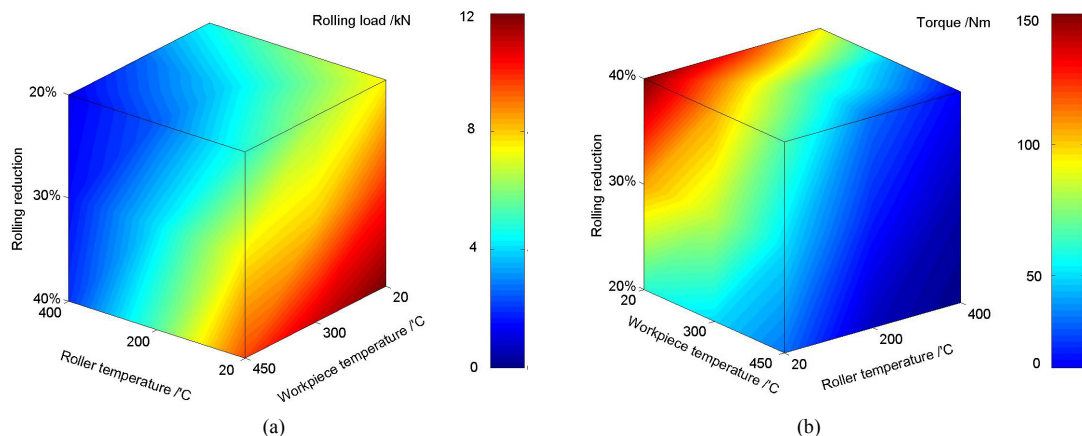 Rolling load /kN
12
8
4
0
20%
30%
40%
Rolling reduction
400
200
20
Roller temperature /'C
450
300
20
Workpiece temperature /'C
(a)
Torque /Nm
150
100
50
0
40%
30%
20%
Rolling reduction
20
300
450
Workpiece temperature /'C
20
200
400
Roller temperature /'C
(b)